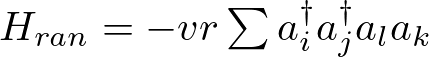 $H_{ran} = -vr \sum a_i^\dagger a_j^\dagger a_l a_k$